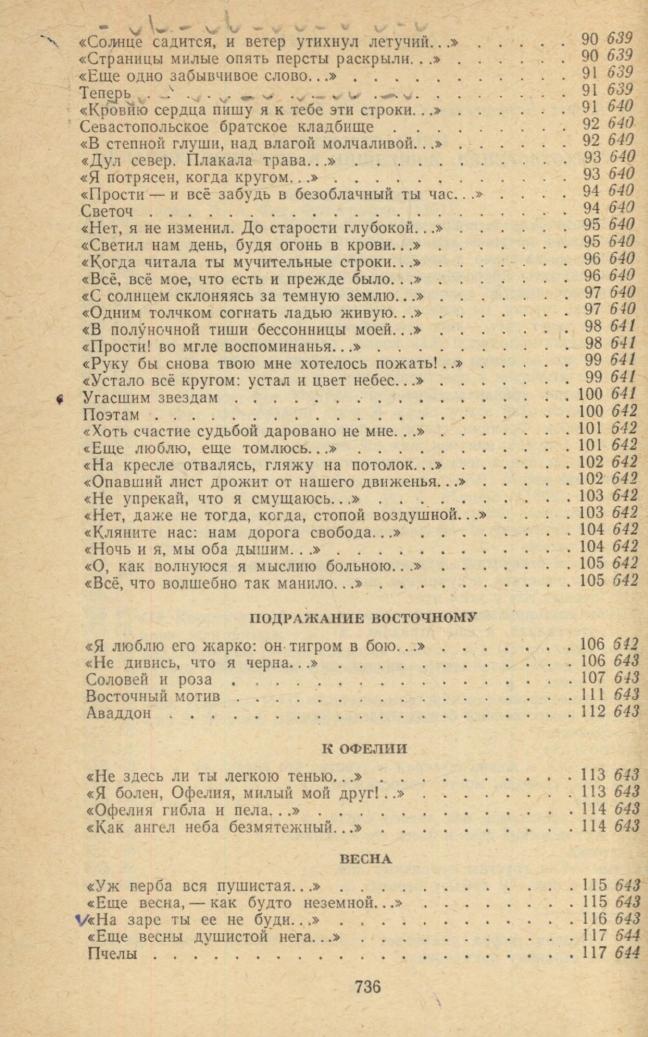 «Солнце садится, и ветер утихнул летучий...» . . . . . 90 639
«Страницы милые опять персты раскрыли...» . . . . . 90 639
«Еще одно забывчивое слово...» . . . . . . . . . 91 639
Теперь . . . . . . . . . . . . . . . . 91 639
«Кровию сердца пишу я к тебе эти строки...» . . . . . 91 640
Севастопольское братское кладбище . . . . . . . . 92 640
«В степной глуши, над влагой молчаливой...» . . . . . 92 640
«Дул север. Плакала трава...» . . . . . . . . . 93 640
«Я потрясен, когда кругом...» . . . . . . . . . 93 640
«Прости — и всё забудь в безоблачный ты час...» . . . . 94 640
Светоч . . . . . . . . . . . . . . . . 94 640
«Нет, я не изменил. До старости глубокой...» . . . . . 95 640
«Светил нам день, будя огонь в крови...» . . . . . . 95 640
«Когда читала ты мучительные строки...» . . . . . . 96 640
«Всё, всё мое, что есть и прежде было...» . . . . . . 96 640
«С солнцем склоняясь за темную землю...» . . . . . . 97 640
«Одним толчком согнать ладью живую...» . . . . . . 97 640
«В полуночной тиши бессонницы моей...» . . . . . . 98 641
«Прости! во мгле воспоминанья...» . . . . . . . . 98 641
«Руку бы снова твою мне хотелось пожать!..» . . . . . 99 641
«Устало всё кругом: устал и цвет небес...» . . . . . . 99 641
Угасшим звездам . . . . . . . . . . . . . 100 641
Поэтам . . . . . . . . . . . . . . . . 100 642
«Хоть счастие судьбой даровано не мне...» . . . . . . 101 642
«Еще люблю, еще томлюсь...» . . . . . . . . . 101 642
«На кресле отвалясь, гляжу на потолок...» . . . . . . 102 642
«Опавший лист дрожит от нашего движенья...» . . . . . 102 642
«Не упрекай, что я смущаюсь...» . . . . . . . . 103 642
«Нет, даже не тогда, когда, стопой воздушной...» . . . . 103 642
«Кляните нас: нам дорога свобода...» . . . . . . . 104 642
«Ночь и я, мы оба дышим...» . . . . . . . . . 104 642
«О, как волнуюся я мыслию больною...» . . . . . . 105 642
«Всё, что волшебно так манило...» . . . . . . . . 105 642
ПОДРАЖАНИЕ ВОСТОЧНОМУ
«Я люблю его жарко: он тигром в бою...» . . . . . . 106 642
«Не дивись, что я черна...» . . . . . . . . . . 106 643
Соловей и роза . . . . . . . . . . . . . . 107 643
Восточный мотив . . . . . . . . . . . . . 111 643
Аваддон . . . . . . . . . . . . . . . . 112 643
К ОФЕЛИИ
«Не здесь ли ты легкою тенью...» . . . . . . . . 113 643
«Я болен, Офелия, милый мой друг!..» . . . . . . . 113 643
«Офелия гибла и пела...» . . . . . . . . . . 114 643
«Как ангел неба безмятежный...» . . . . . . . . 114 643
ВЕСНА
«Уж верба вся пушистая...» . . . . . . . . . . 115 643
«Еще весна, — как будто неземной...» . . . . . . . 115 643
«На заре ты ее не буди...» . . . . . . . . . . 116 643
«Еще весны душистой нега...» . . . . . . . . . 117 644
Пчелы . . . . . . . . . . . . . . . . 117 644
736